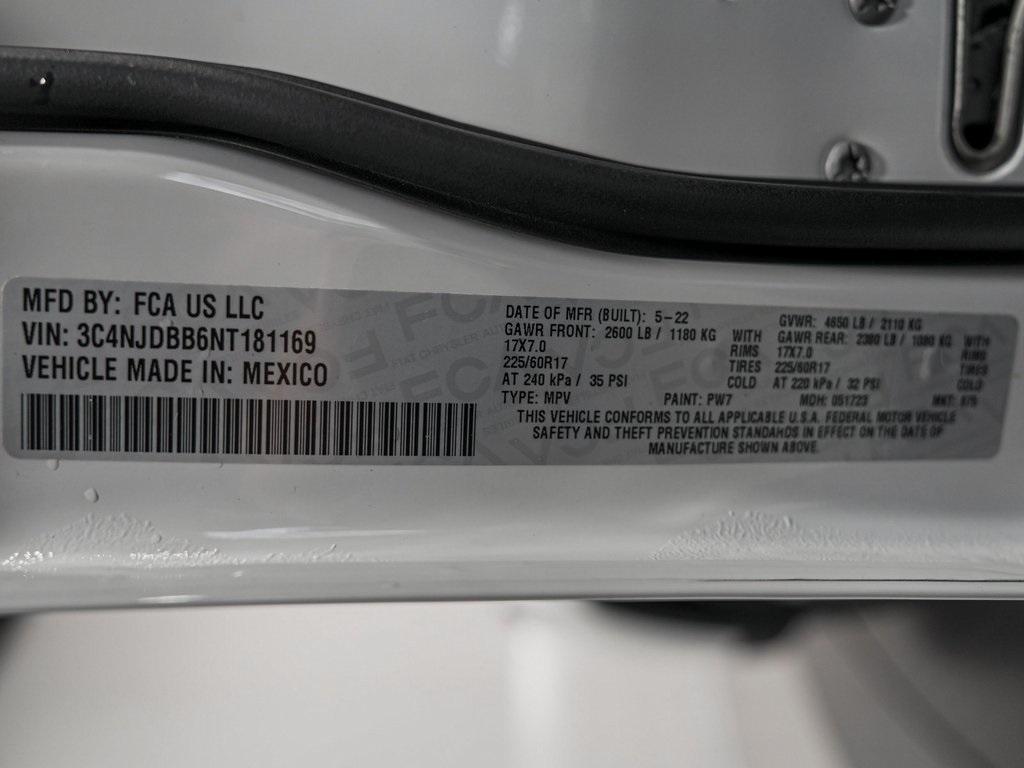 MFD BY: FCA US LLC
VIN: 3C4NJDBB6NT181169
VEHICLE MADE IN: MEXICO
DATE OF MFR (BUILT): 5-22 GVWR: 4650 LB / 2110 KG
GAWR FRONT: 2600 LB / 1180 KG WITH GAWR REAR: 2380 LB / 1080 KG WITH
17X7.0 RIMS 17X7.0 RIMS
225/60R17 TIRES 225/60R17 TIRES
AT 240 kPa / 35 PSI COLD AT 220 kPa / 32 PSI COLD
TYPE: MPV PAINT: PW7 MDH: 051723 MKT:
THIS VEHICLE CONFORMS TO ALL APPLICABLE U.S.A. FEDERAL MOTOR VEHICLE
SAFETY AND THEFT PREVENTION STANDARDS IN EFFECT ON THE DATE OF
MANUFACTURE SHOWN ABOVE.